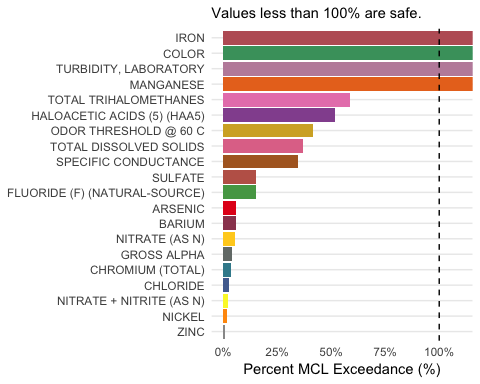 Values less than 100% are safe.
IRON
COLOR
TURBIDITY, LABORATORY
MANGANESE
TOTAL TRIHALOMETHANES
HALOACETIC ACIDS (5) (HAA5)
ODOR THRESHOLD @ 60 C
TOTAL DISSOLVED SOLIDS
SPECIFIC CONDUCTANCE
SULFATE
FLUORIDE (F) (NATURAL-SOURCE)
ARSENIC
BARIUM
NITRATE (AS N)
GROSS ALPHA
CHROMIUM (TOTAL)
CHLORIDE
NITRATE + NITRITE (AS N)
NICKEL
ZINC
0% 25% 50% 75% 100%
Percent MCL Exceedance (%)